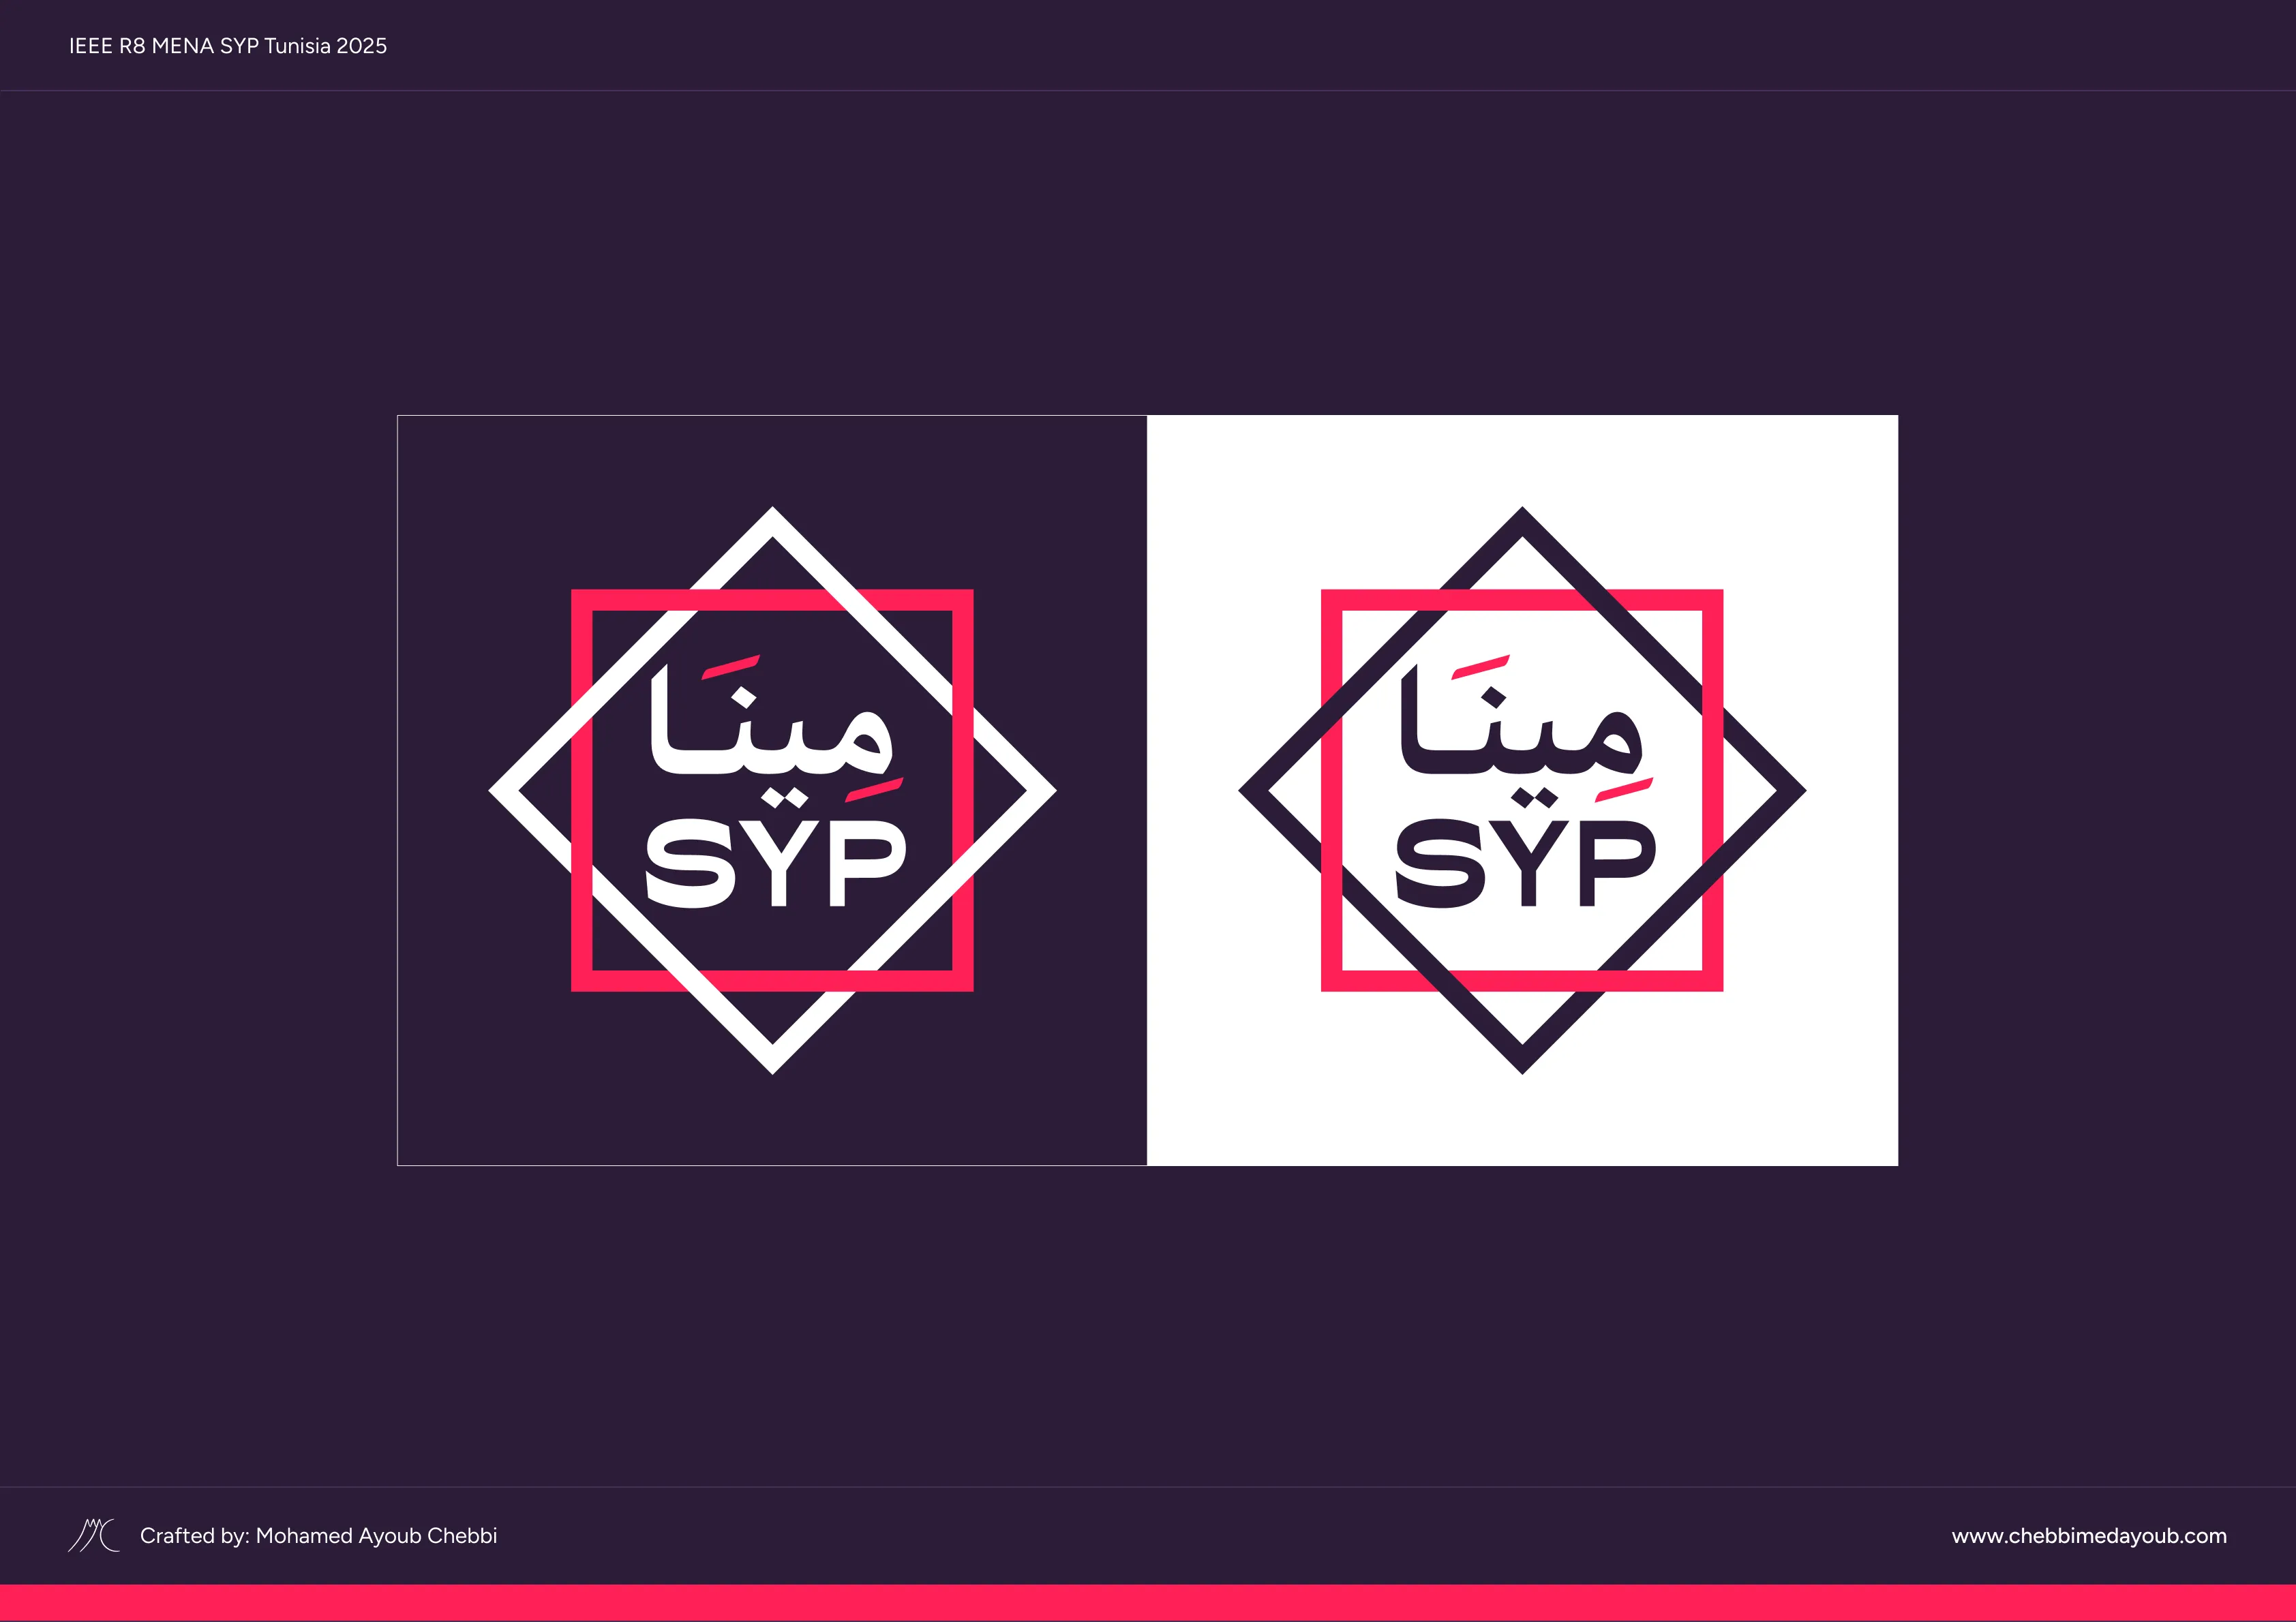 IEEE R8 MENA SYP Tunisia 2025
مِينَا
SYP
مِينَا
SYP
Crafted by: Mohamed Ayoub Chebbi
www.chebbimedayoub.com